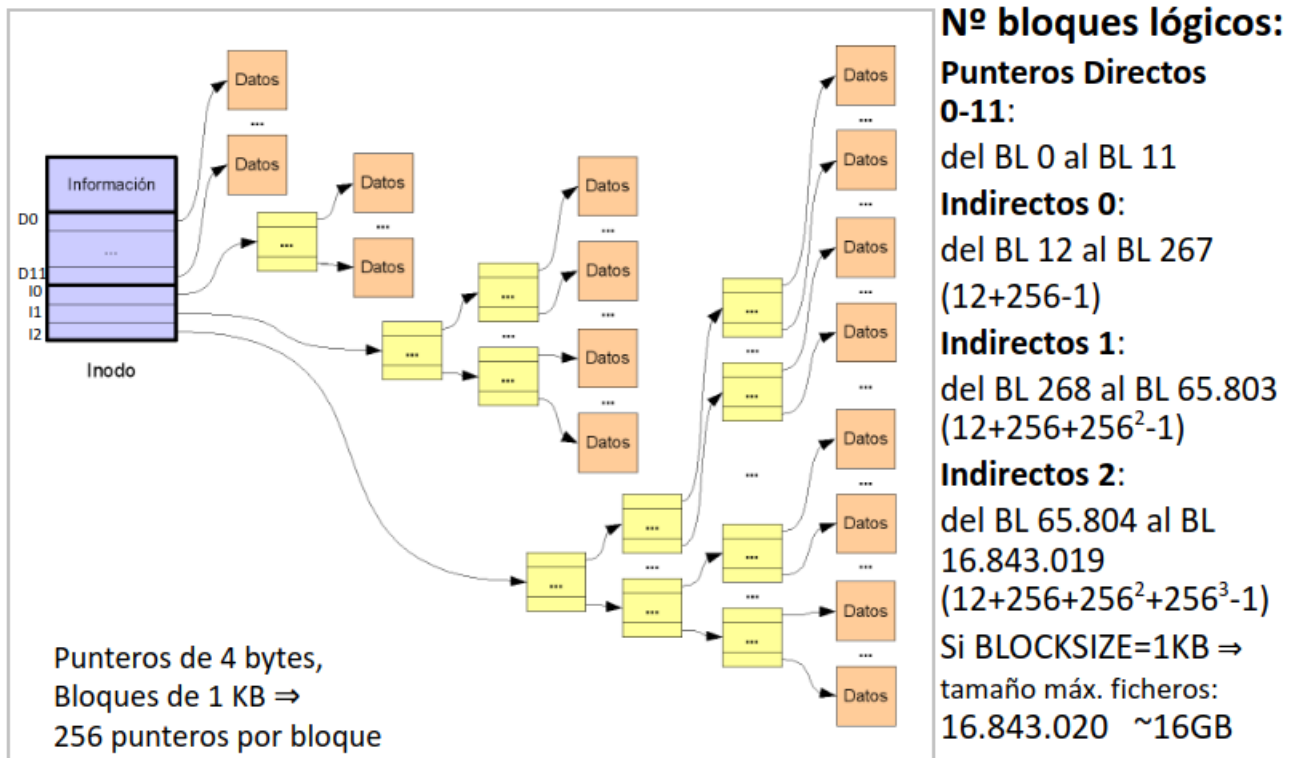 Datos
...
Datos
Información
D0
...
D11
I0
I1
I2
Inodo
...
Datos
...
Datos
...
...
...
...
Datos
...
Datos
...
Datos
...
Datos
...
...
...
...
...
...
...
...
...
...
...
...
Datos
...
Datos
...
Datos
...
Datos
...
Datos
...
Datos
...
Datos
...
Datos
Punteros de 4 bytes,
Bloques de 1 KB ⇒
256 punteros por bloque
Nº bloques lógicos:
Punteros Directos
0-11:
del BL 0 al BL 11
Indirectos 0:
del BL 12 al BL 267
(12+256-1)
Indirectos 1:
del BL 268 al BL 65.803
(12+256+256²-1)
Indirectos 2:
del BL 65.804 al BL
16.843.019
(12+256+256²+256³-1)
Si BLOCKSIZE=1KB ⇒
tamaño máx. ficheros:
16.843.020 ~16GB